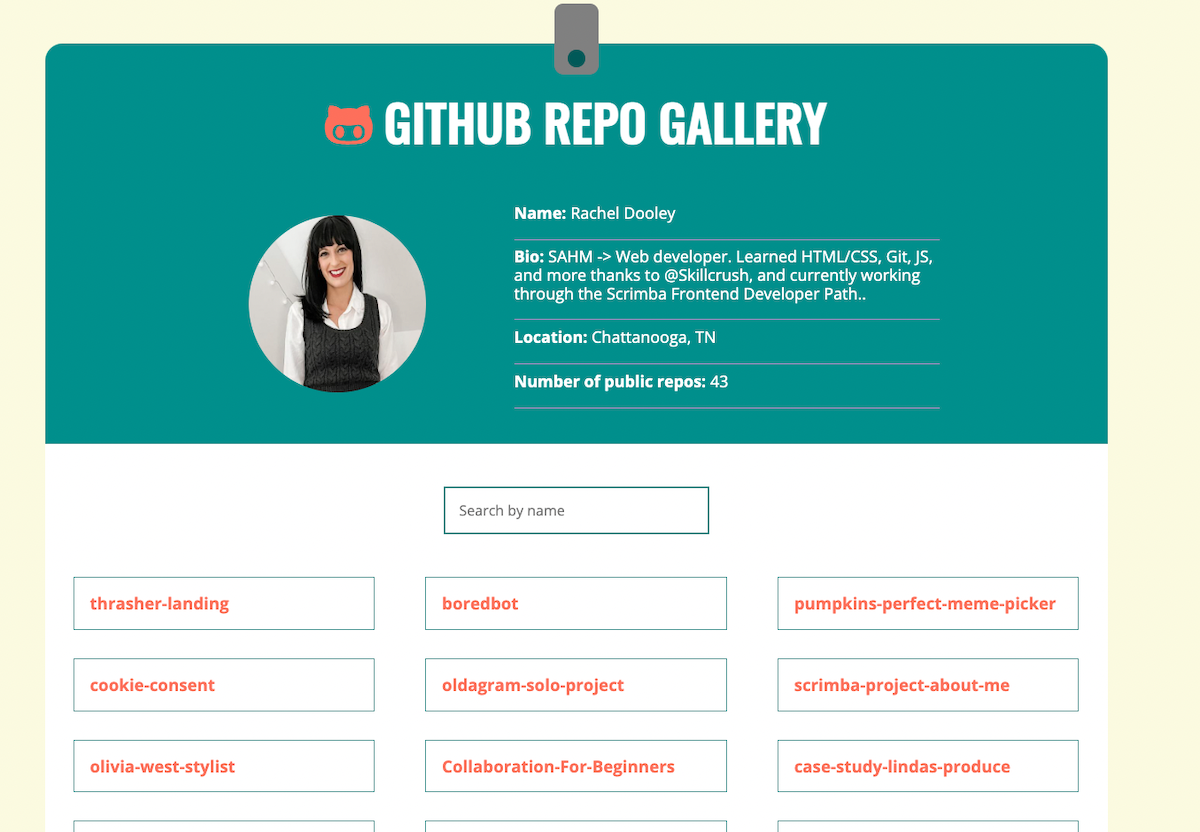 GITHUB REPO GALLERY
Name: Rachel Dooley
Bio: SAHM -> Web developer. Learned HTML/CSS, Git, JS,
and more thanks to @Skillcrush, and currently working
through the Scrimba Frontend Developer Path..
Location: Chattanooga, TN
Number of public repos: 43
Search by name
thrasher-landing
boredbot
pumpkins-perfect-meme-picker
cookie-consent
oldagram-solo-project
scrimba-project-about-me
olivia-west-stylist
Collaboration-For-Beginners
case-study-lindas-produce